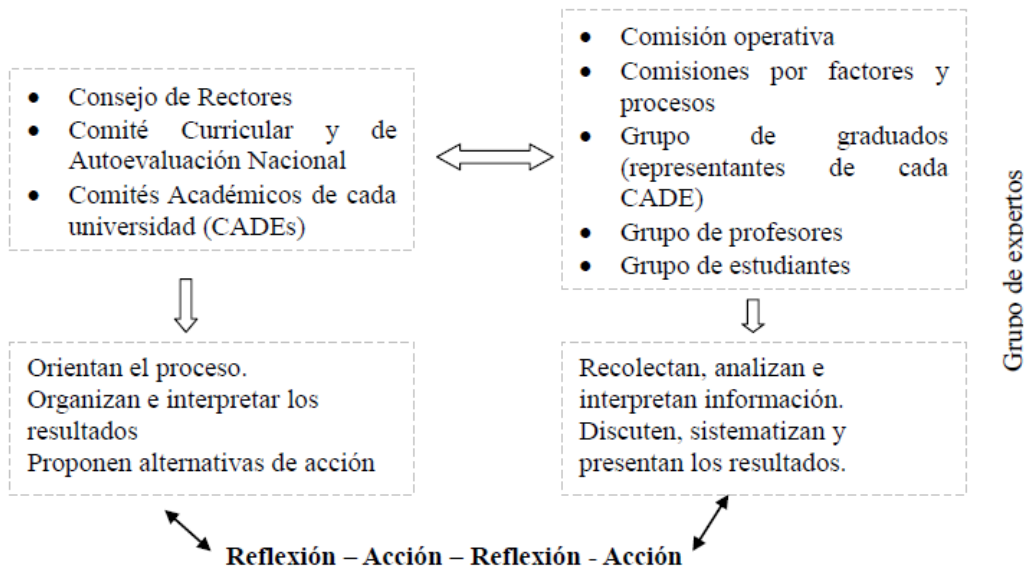 • Consejo de Rectores
• Comité Curricular y de
Autoevaluación Nacional
• Comités Académicos de cada
universidad (CADEs)
• Comisión operativa
• Comisiones por factores y
procesos
• Grupo de graduados
(representantes de cada
CADE)
• Grupo de profesores
• Grupo de estudiantes
Grupo de expertos
Orientan el proceso.
Organizan e interpretar los
resultados
Proponen alternativas de acción
Recolectan, analizan e
interpretan información.
Discuten, sistematizan y
presentan los resultados.
Reflexión – Acción – Reflexión - Acción